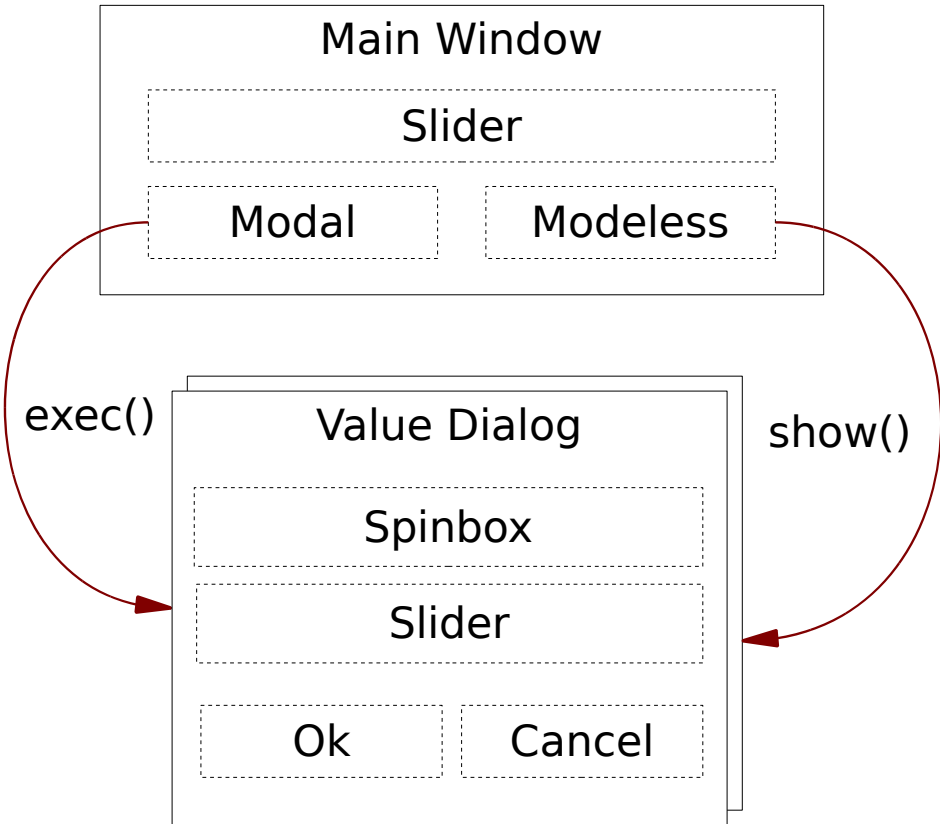 Main Window
Slider
Modal
Modeless
exec()
Value Dialog
show()
Spinbox
Slider
Ok
Cancel